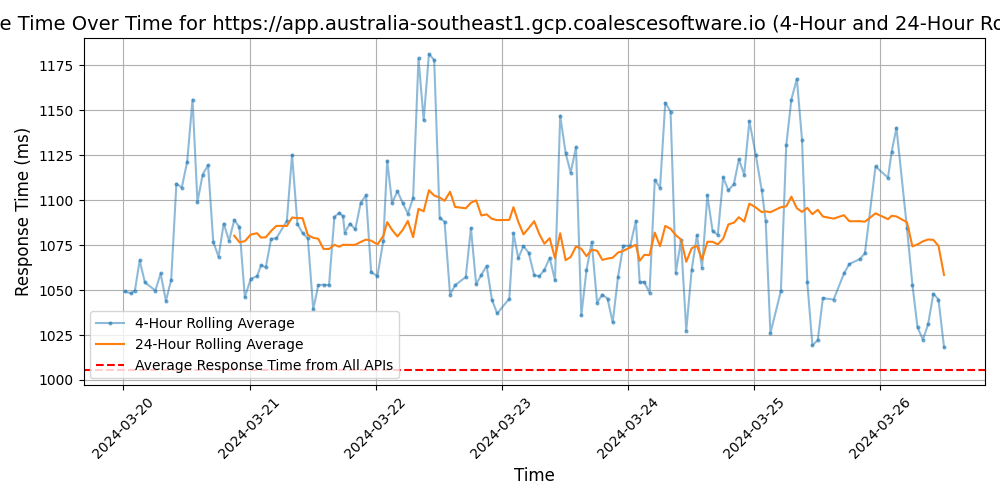 e Time Over Time for https://app.australia-southeast1.gcp.coalescesoftware.io (4-Hour and 24-Hour Ro
Response Time (ms)
1175
1150
1125
1100
1075
1050
1025
1000
4-Hour Rolling Average
24-Hour Rolling Average
Average Response Time from All APIs
2024-03-20
2024-03-21
2024-03-22
2024-03-23
2024-03-24
2024-03-25
2024-03-26
Time